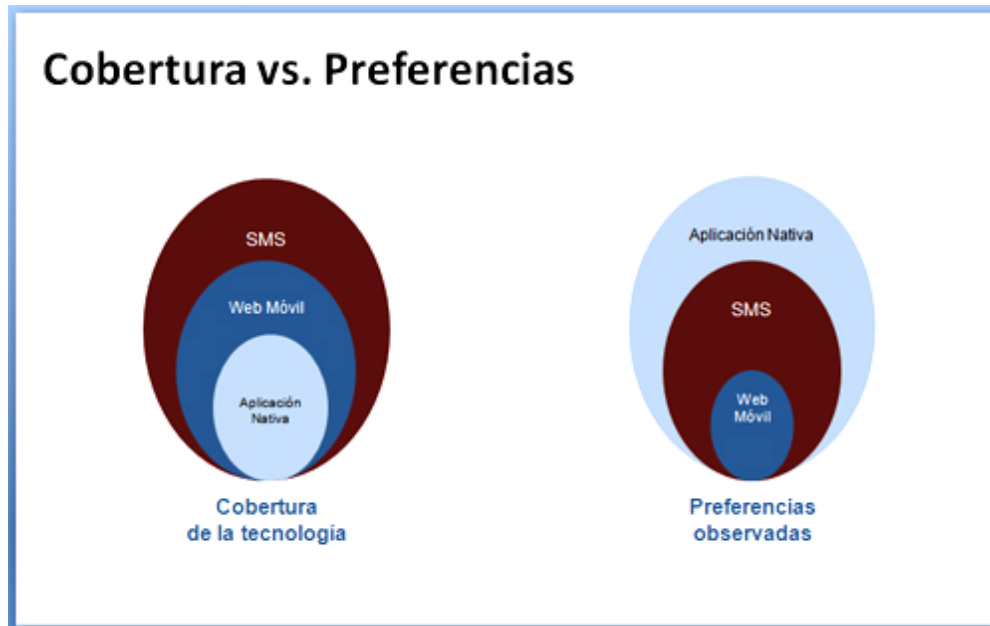 Cobertura vs. Preferencias
SMS
Web Móvil
Aplicación
Nativa
Cobertura
de la tecnología
Aplicación Nativa
SMS
Web
Móvil
Preferencias
observadas